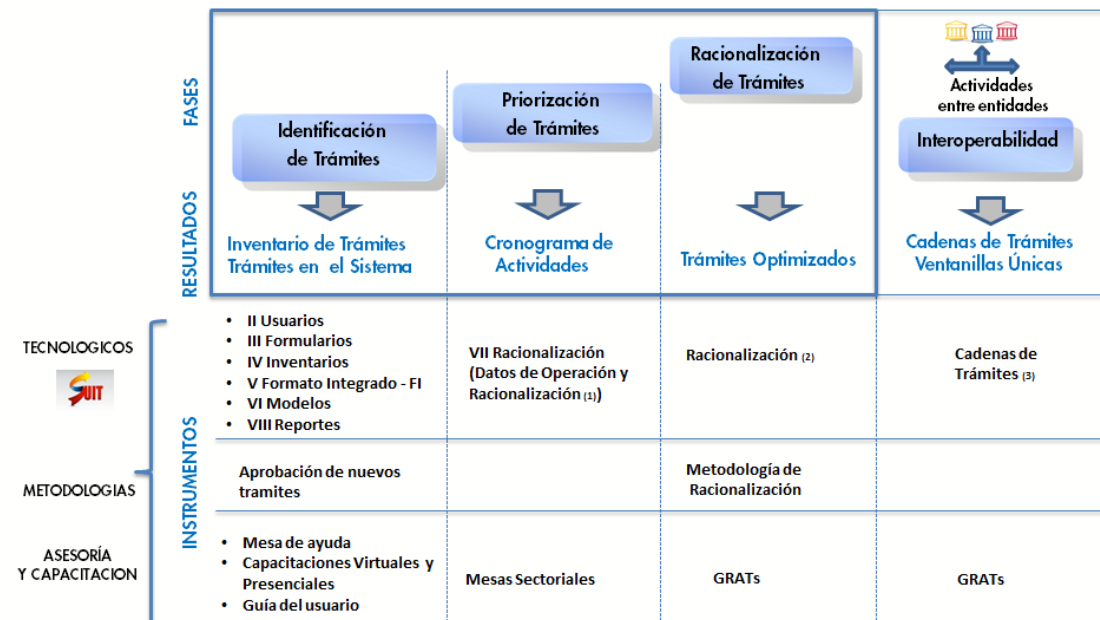 FASES
Identificación
de Trámites
Priorización
de Trámites
Racionalización
de Trámites
Actividades
entre entidades
Interoperabilidad
RESULTADOS
Inventario de Trámites
Trámites en el Sistema
Cronograma de
Actividades
Trámites Optimizados
Cadenas de Trámites
Ventanillas Únicas
INSTRUMENTOS
TECNOLOGICOS
SUIT
• II Usuarios
• III Formularios
• IV Inventarios
• V Formato Integrado - FI
• VI Modelos
• VIII Reportes
VII Racionalización
(Datos de Operación y
Racionalización (1))
Racionalización (2)
Cadenas de
Trámites (3)
METODOLOGIAS
Aprobación de nuevos
tramites
Metodología de
Racionalización
ASESORÍA
Y CAPACITACION
• Mesa de ayuda
• Capacitaciones Virtuales y
Presenciales
• Guía del usuario
Mesas Sectoriales
GRATs
GRATs